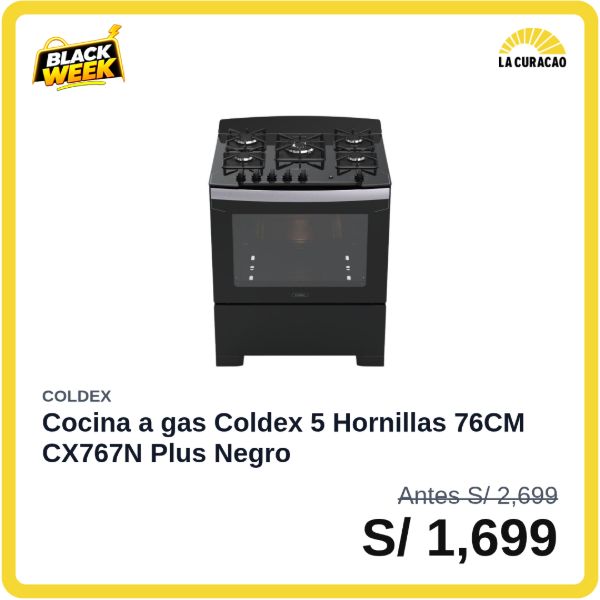 BLACK
WEEK
LA CURACAO
COLDEX
Cocina a gas Coldex 5 Hornillas 76CM
CX767N Plus Negro
Antes S/ 2,699
S/ 1,699